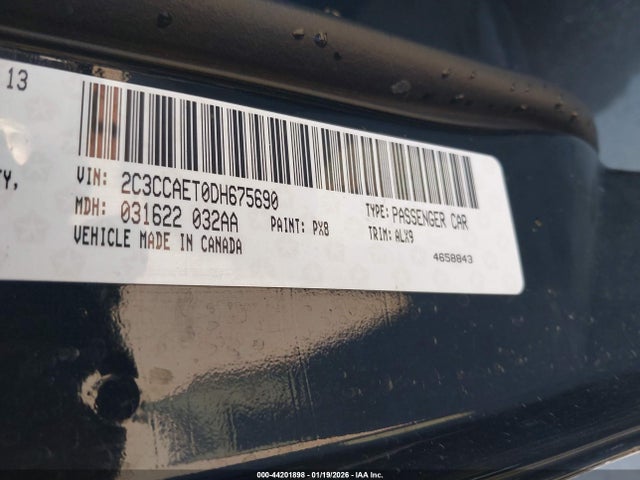 13
TY,
VIN: 2C3CCAET0DH675690
TYPE: PASSENGER CAR
MDH: 031622 032AA
PAINT: PX8
TRIM: ALX9
VEHICLE MADE IN CANADA
4658843
000-44201898 - 01/19/2026 - IAA Inc.